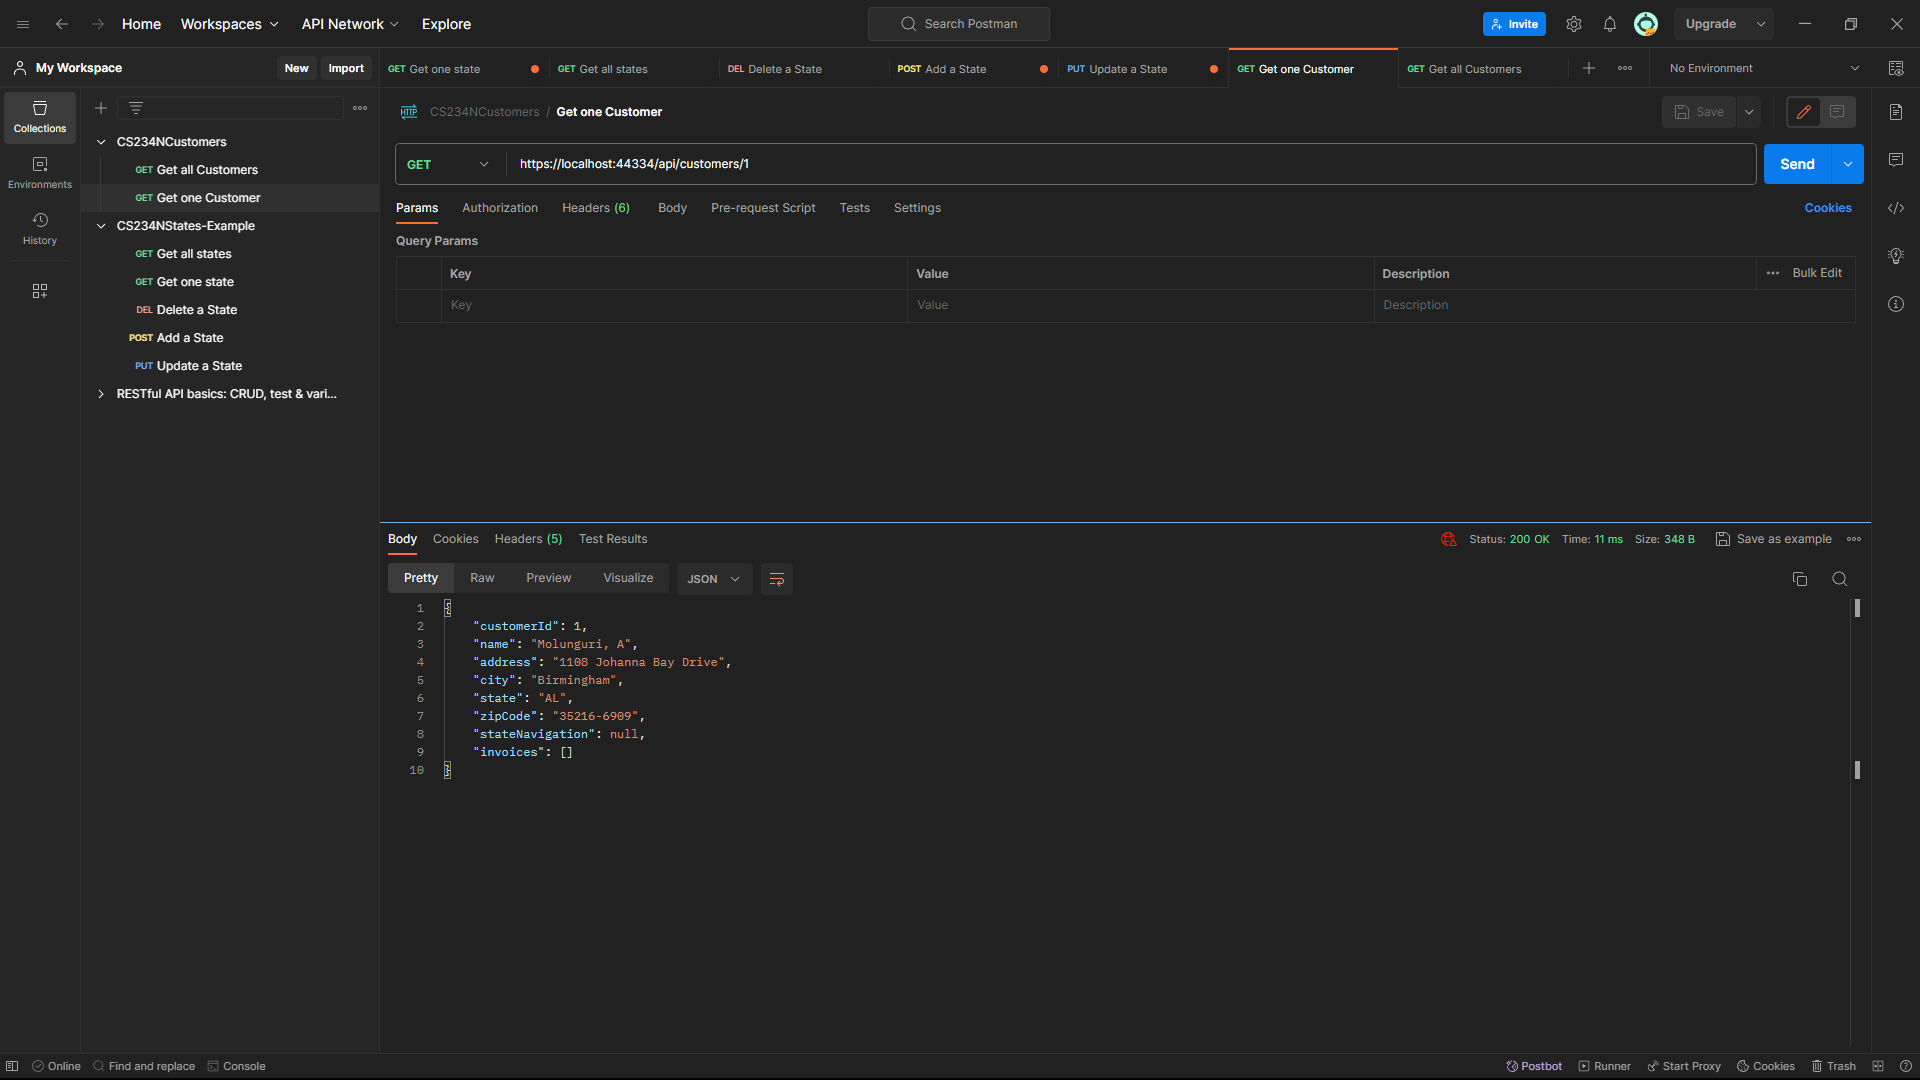 Home Workspaces API Network Explore Search Postman Invite Upgrade
My Workspace New Import GET Get one state GET Get all states DEL Delete a State POST Add a State PUT Update a State GET Get one Customer GET Get all Customers No Environment
Collections
Environments
History
CS234NCustomers
GET Get all Customers
GET Get one Customer
CS234NStates-Example
GET Get all states
GET Get one state
DEL Delete a State
POST Add a State
PUT Update a State
RESTful API basics: CRUD, test & vari...
HTTP CS234NCustomers / Get one Customer Save
GET https://localhost:44334/api/customers/1 Send
Params Authorization Headers (6) Body Pre-request Script Tests Settings Cookies
Query Params
Key Value Description Bulk Edit
Key Value Description
Body Cookies Headers (5) Test Results Status: 200 OK Time: 11 ms Size: 348 B Save as example
Pretty Raw Preview Visualize JSON
1 {
2 "customerId": 1,
3 "name": "Molunguri, A",
4 "address": "1108 Johanna Bay Drive",
5 "city": "Birmingham",
6 "state": "AL",
7 "zipCode": "35216-6909",
8 "stateNavigation": null,
9 "invoices": []
10 }
Online Find and replace Console Postbot Runner Start Proxy Cookies Trash